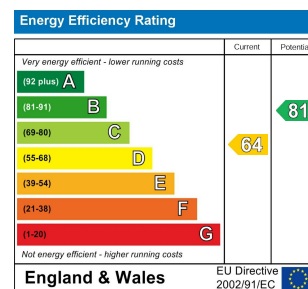 Energy Efficiency Rating
Current Potentia
Very energy efficient - lower running costs
(92 plus) A
(81-91) B
81
(69-80) C
64
(55-68) D
(39-54) E
(21-38) F
(1-20) G
Not energy efficient - higher running costs
England & Wales
EU Directive
2002/91/EC